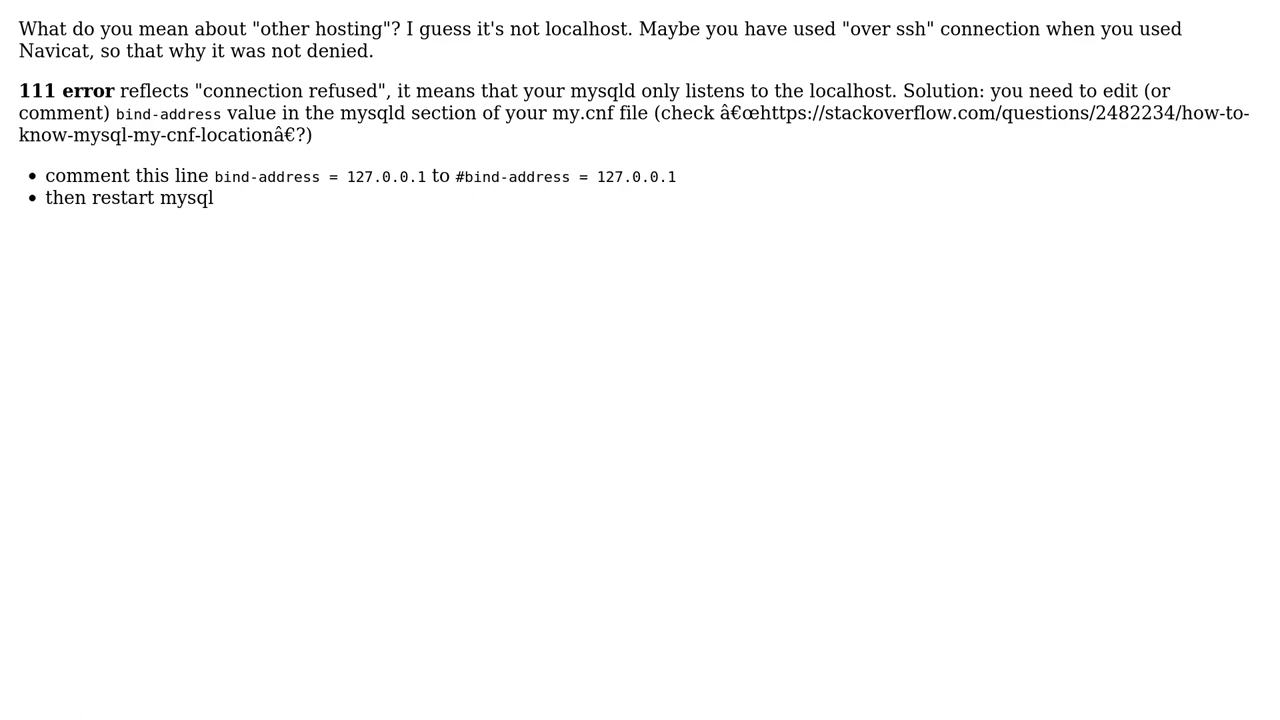 What do you mean about "other hosting"? I guess it's not localhost. Maybe you have used "over ssh" connection when you used
Navicat, so that why it was not denied.
111 error reflects "connection refused", it means that your mysqld only listens to the localhost. Solution: you need to edit (or
comment) bind-address value in the mysqld section of your my.cnf file (check â€œhttps://stackoverflow.com/questions/2482234/how-to-
know-mysql-my-cnf-locationâ€?)
• comment this line bind-address = 127.0.0.1 to #bind-address = 127.0.0.1
• then restart mysql